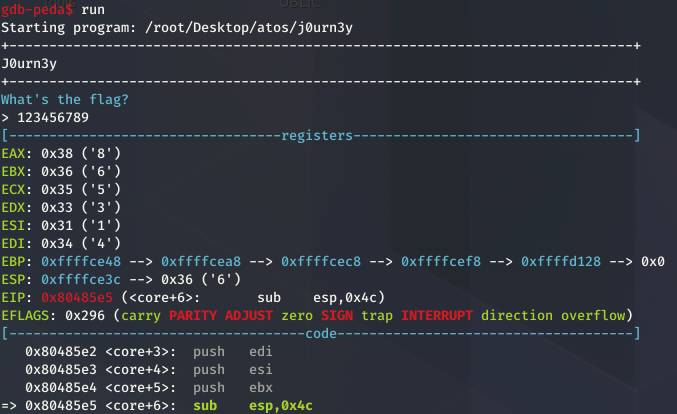 gdb-peda$ run
Starting program: /root/Desktop/atos/j0urn3y
+-----------------------------------------------------------------------------+
J0urn3y
+-----------------------------------------------------------------------------+
What's the flag?
> 123456789
[----------------------------------registers-----------------------------------]
EAX: 0x38 ('8')
EBX: 0x36 ('6')
ECX: 0x35 ('5')
EDX: 0x33 ('3')
ESI: 0x31 ('1')
EDI: 0x34 ('4')
EBP: 0xffffce48 --> 0xffffcea8 --> 0xffffcec8 --> 0xffffcef8 --> 0xffffd128 --> 0x0
ESP: 0xffffce3c --> 0x36 ('6')
EIP: 0x80485e5 (<core+6>:	sub    esp,0x4c)
EFLAGS: 0x296 (carry PARITY ADJUST zero SIGN trap INTERRUPT direction overflow)
[-------------------------------------code-------------------------------------]
   0x80485e2 <core+3>:	push   edi
   0x80485e3 <core+4>:	push   esi
   0x80485e4 <core+5>:	push   ebx
=> 0x80485e5 <core+6>:	sub    esp,0x4c